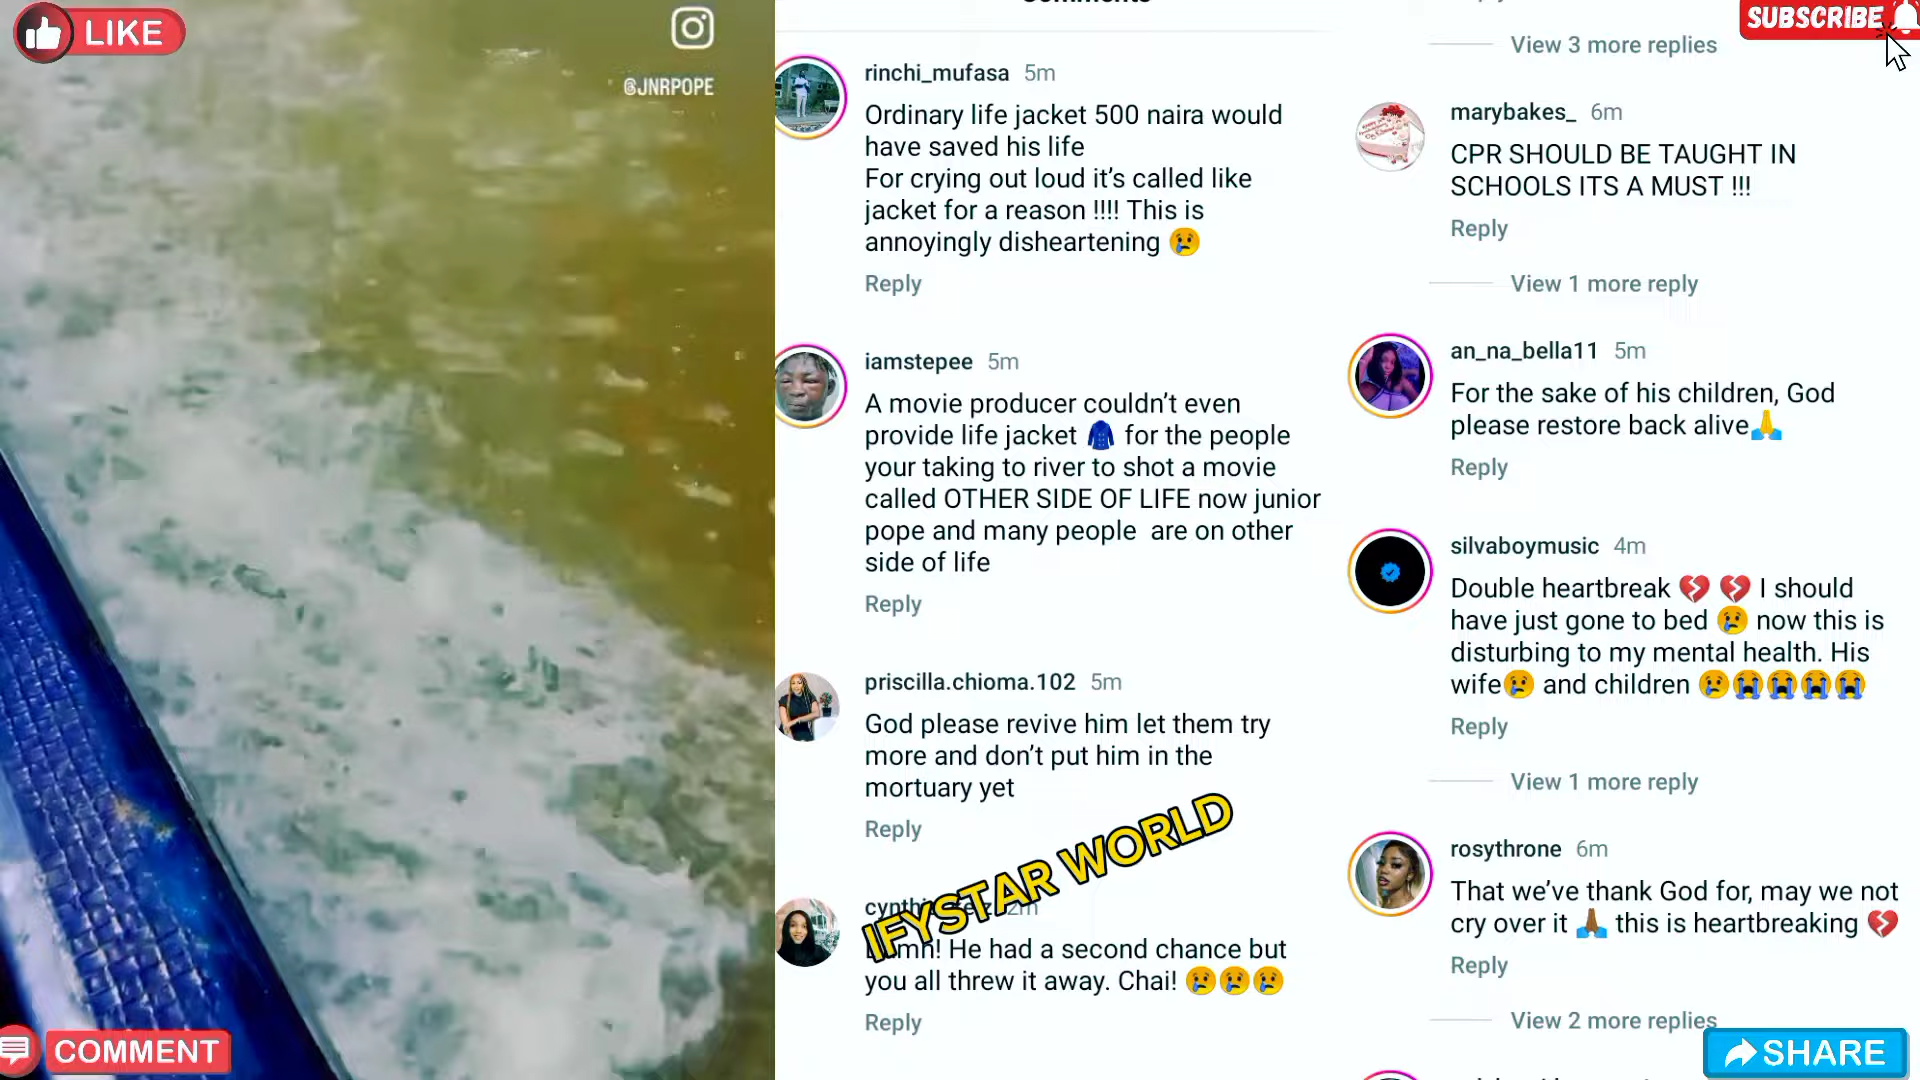 LIKE
@JNRPOPE
COMMENT
Comments
rinchi_mufasa 5m
Ordinary life jacket 500 naira would
have saved his life
For crying out loud it’s called like
jacket for a reason !!!! This is
annoyingly disheartening 😢
Reply
iamstepee 5m
A movie producer couldn’t even
provide life jacket 🧥 for the people
your taking to river to shot a movie
called OTHER SIDE OF LIFE now junior
pope and many people are on other
side of life
Reply
priscilla.chioma.102 5m
God please revive him let them try
more and don’t put him in the
mortuary yet
Reply
IFYSTAR WORLD
2m
He had a second chance but
you all threw it away. Chai! 😢😢😢
Reply
SUBSCRIBE
View 3 more replies
marybakes_ 6m
CPR SHOULD BE TAUGHT IN
SCHOOLS ITS A MUST !!!
Reply
View 1 more reply
an_na_bella11 5m
For the sake of his children, God
please restore back alive🙏
Reply
silvaboymusic 4m
Double heartbreak 💔 💔 I should
have just gone to bed 😢 now this is
disturbing to my mental health. His
wife😢 and children 😢😭😭😭😭
Reply
View 1 more reply
rosythrone 6m
That we’ve thank God for, may we not
cry over it 🙏🏾 this is heartbreaking 💔
Reply
View 2 more replies
SHARE